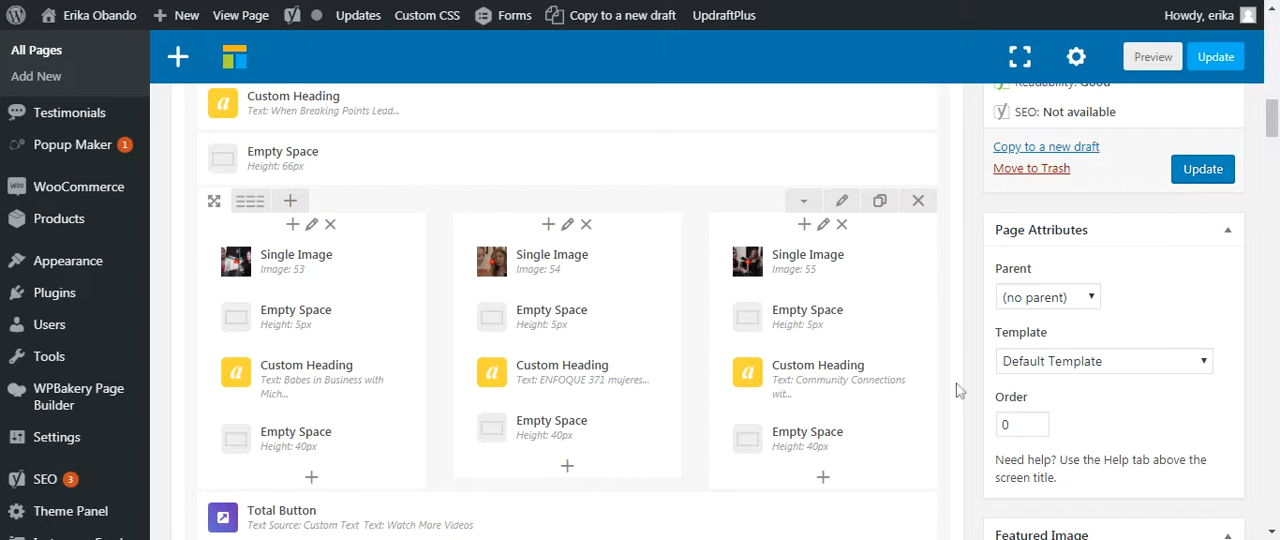 Erika Obando
New
View Page
Updates
Custom CSS
Forms
Copy to a new draft
UpdraftPlus
Howdy, erika
All Pages
Add New
Testimonials
Popup Maker 1
WooCommerce
Products
Appearance
Plugins
Users
Tools
WPBakery Page
Builder
Settings
SEO 3
Theme Panel
Preview
Update
Custom Heading
Text: When Breaking Points Lead...
Empty Space
Height: 66px
Single Image
Image: 53
Empty Space
Height: 5px
Custom Heading
Text: Babes in Business with
Mich...
Empty Space
Height: 40px
Single Image
Image: 54
Empty Space
Height: 5px
Custom Heading
Text: ENFOQUE 371 mujeres...
Empty Space
Height: 40px
Single Image
Image: 55
Empty Space
Height: 5px
Custom Heading
Text: Community Connections
wit...
Empty Space
Height: 40px
Total Button
Text Source: Custom Text Text: Watch More Videos
Readability: Good
SEO: Not available
Copy to a new draft
Move to Trash
Update
Page Attributes
Parent
(no parent)
Template
Default Template
Order
0
Need help? Use the Help tab above the
screen title.
Featured Image